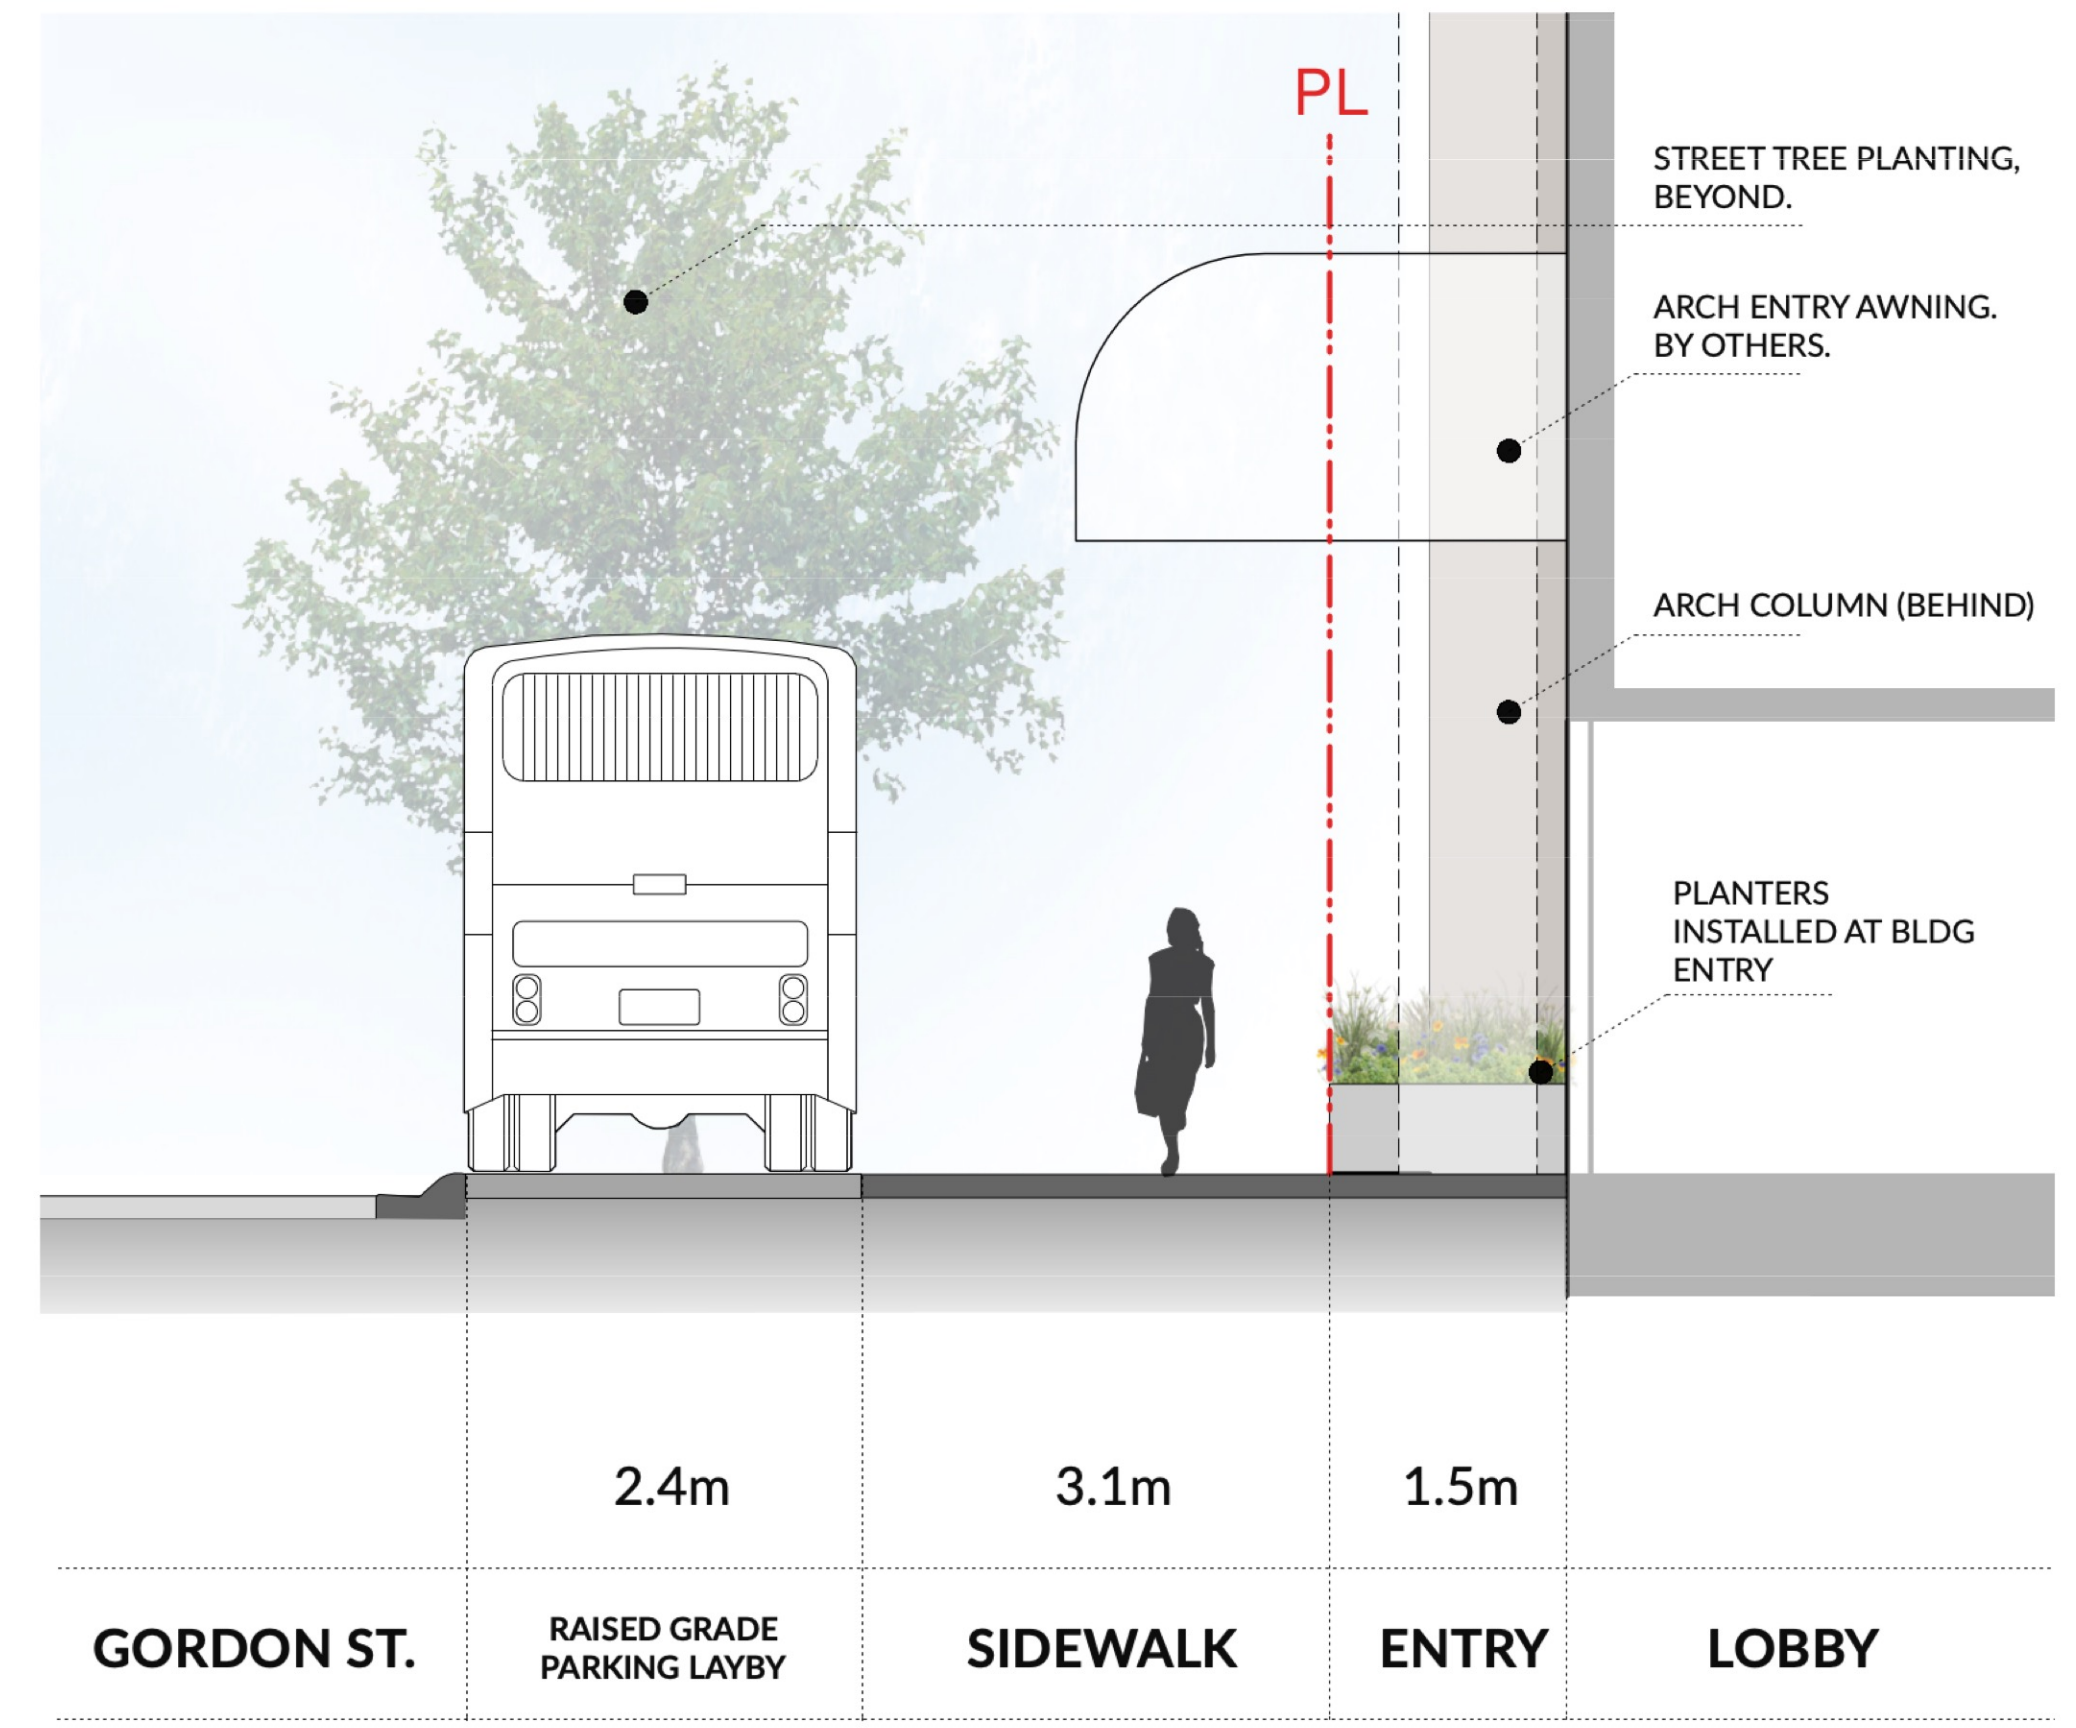 PL
STREET TREE PLANTING,
BEYOND.
ARCH ENTRY AWNING.
BY OTHERS.
ARCH COLUMN (BEHIND)
PLANTERS
INSTALLED AT BLDG
ENTRY
2.4m
3.1m
1.5m
GORDON ST.
RAISED GRADE
PARKING LAYBY
SIDEWALK
ENTRY
LOBBY